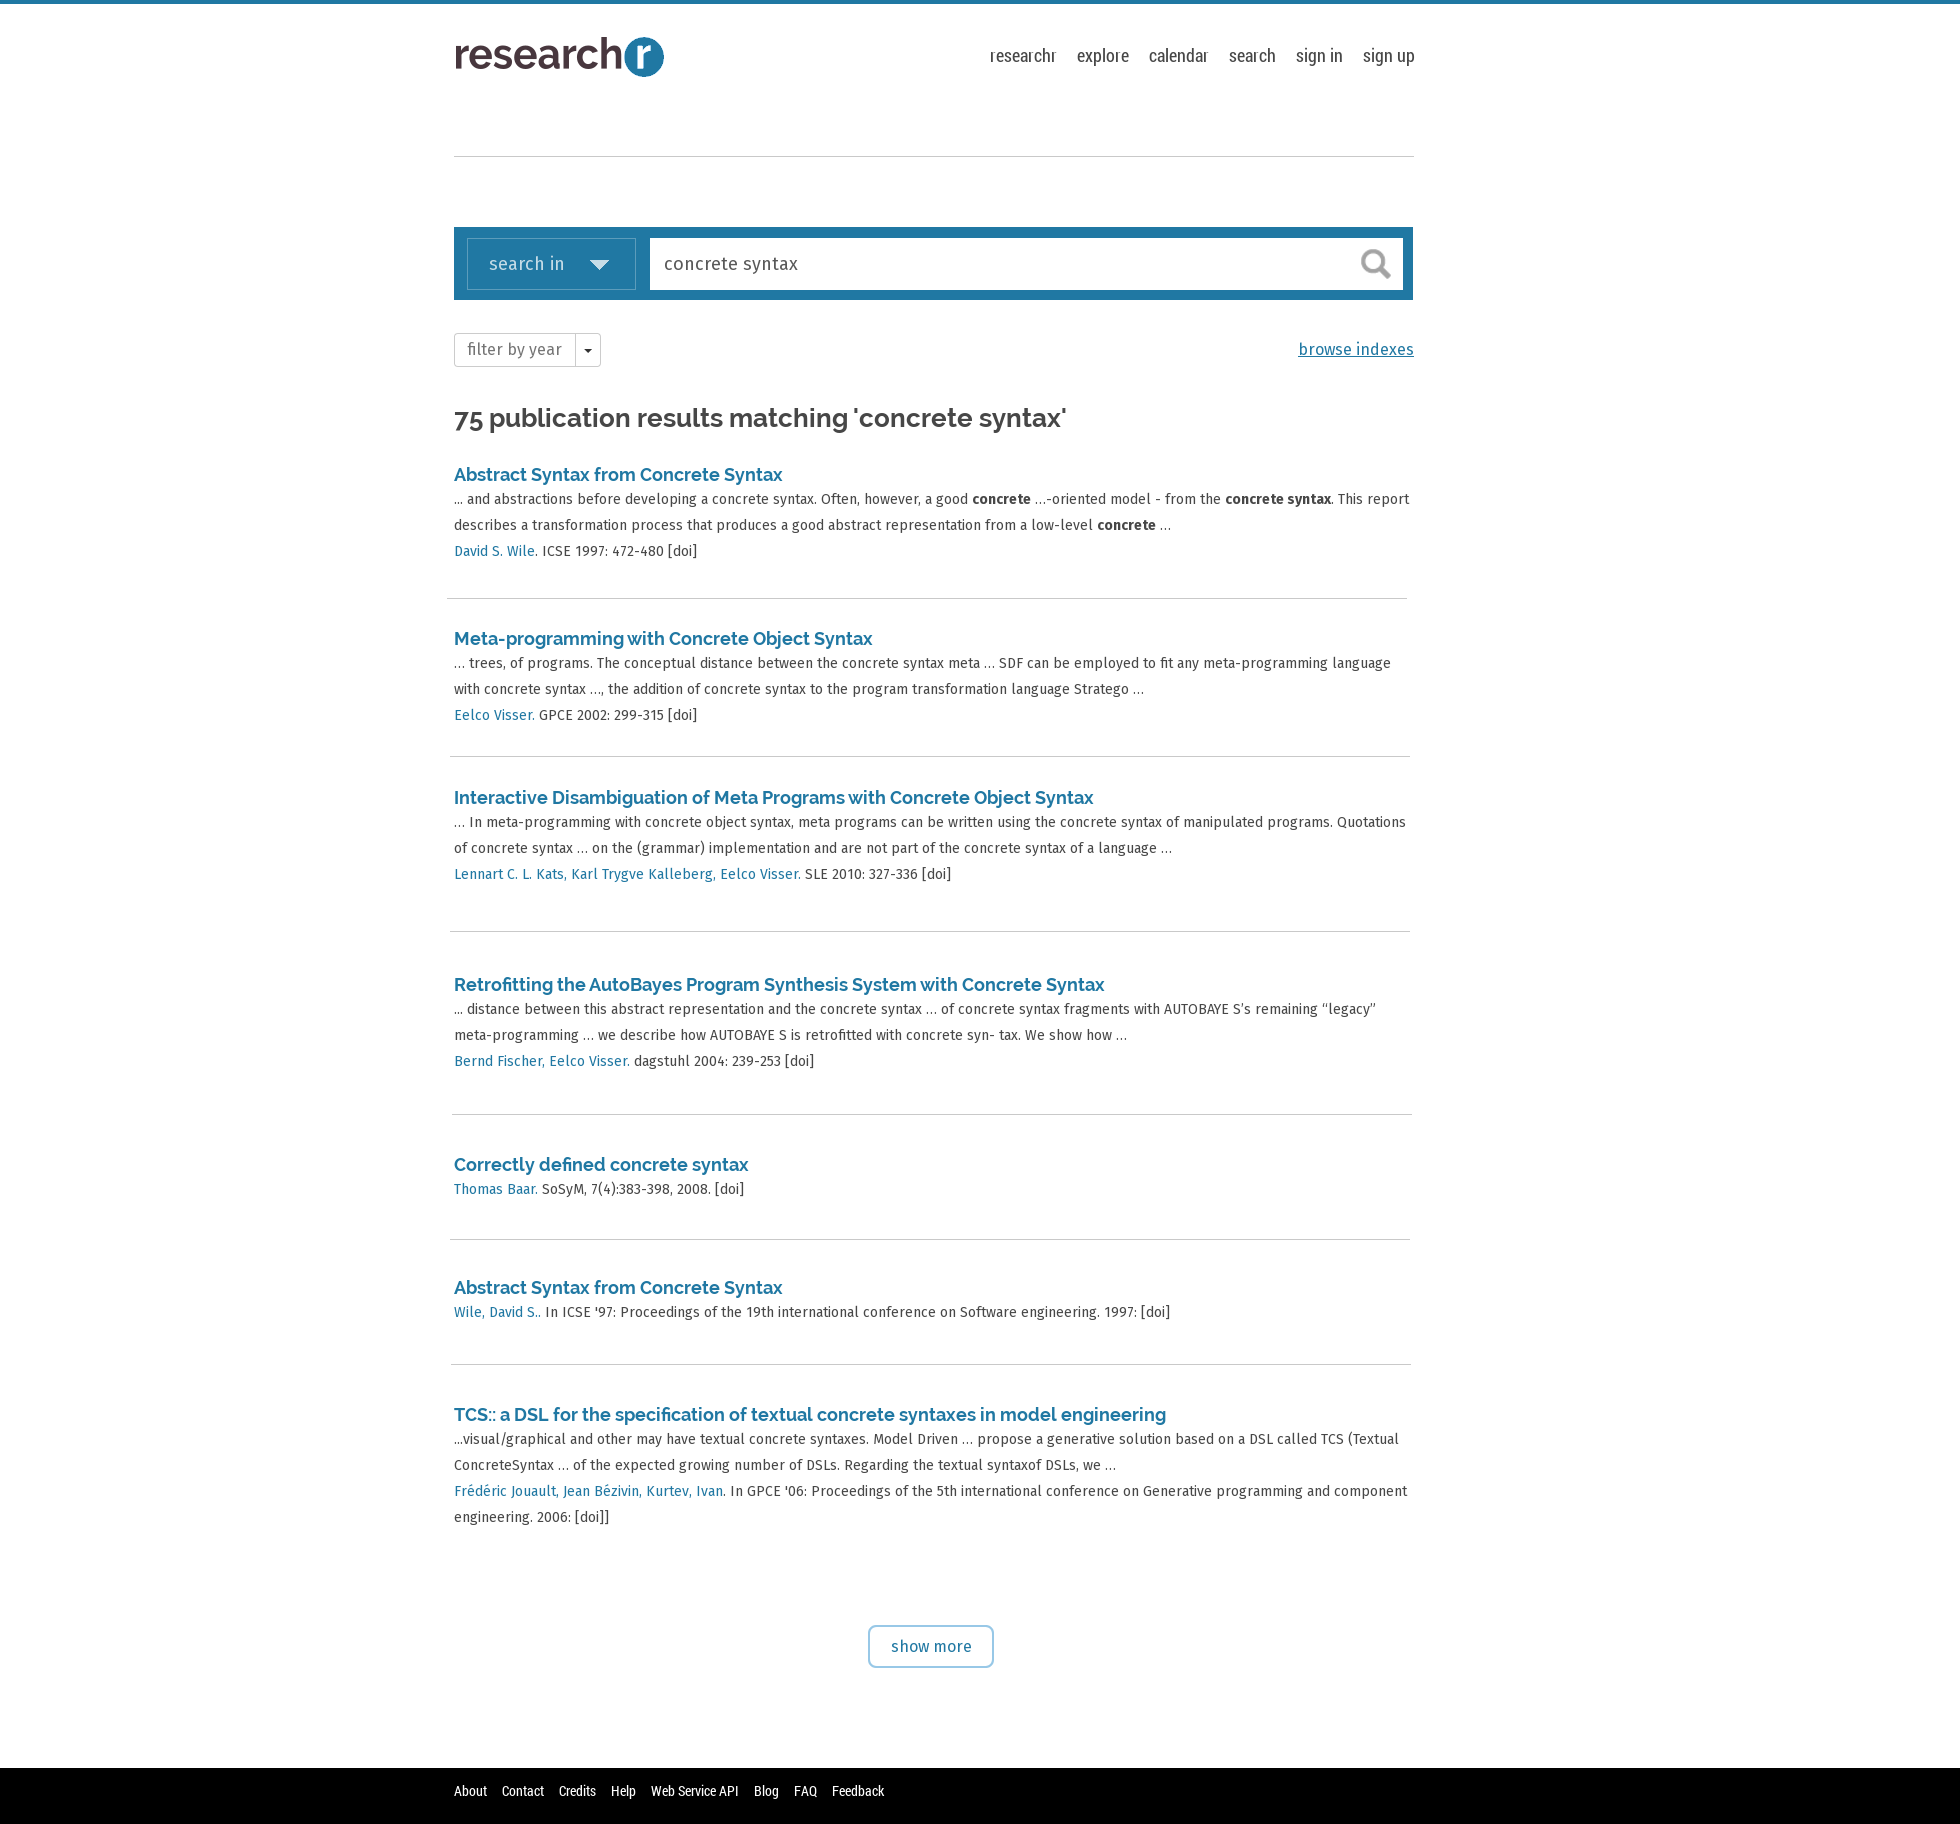 researchr
researchr explore calendar search sign in sign up
search in concrete syntax
filter by year browse indexes
75 publication results matching 'concrete syntax'
Abstract Syntax from Concrete Syntax
... and abstractions before developing a concrete syntax. Often, however, a good concrete …-oriented model - from the concrete syntax. This report
describes a transformation process that produces a good abstract representation from a low-level concrete …
David S. Wile. ICSE 1997: 472-480 [doi]
Meta-programming with Concrete Object Syntax
… trees, of programs. The conceptual distance between the concrete syntax meta … SDF can be employed to fit any meta-programming language
with concrete syntax …, the addition of concrete syntax to the program transformation language Stratego …
Eelco Visser. GPCE 2002: 299-315 [doi]
Interactive Disambiguation of Meta Programs with Concrete Object Syntax
… In meta-programming with concrete object syntax, meta programs can be written using the concrete syntax of manipulated programs. Quotations
of concrete syntax … on the (grammar) implementation and are not part of the concrete syntax of a language …
Lennart C. L. Kats, Karl Trygve Kalleberg, Eelco Visser. SLE 2010: 327-336 [doi]
Retrofitting the AutoBayes Program Synthesis System with Concrete Syntax
... distance between this abstract representation and the concrete syntax … of concrete syntax fragments with AUTOBAYE S’s remaining “legacy”
meta-programming … we describe how AUTOBAYE S is retrofitted with concrete syn- tax. We show how …
Bernd Fischer, Eelco Visser. dagstuhl 2004: 239-253 [doi]
Correctly defined concrete syntax
Thomas Baar. SoSyM, 7(4):383-398, 2008. [doi]
Abstract Syntax from Concrete Syntax
Wile, David S.. In ICSE '97: Proceedings of the 19th international conference on Software engineering. 1997: [doi]
TCS:: a DSL for the specification of textual concrete syntaxes in model engineering
...visual/graphical and other may have textual concrete syntaxes. Model Driven … propose a generative solution based on a DSL called TCS (Textual
ConcreteSyntax … of the expected growing number of DSLs. Regarding the textual syntaxof DSLs, we …
Frédéric Jouault, Jean Bézivin, Kurtev, Ivan. In GPCE '06: Proceedings of the 5th international conference on Generative programming and component
engineering. 2006: [doi]]
show more
About Contact Credits Help Web Service API Blog FAQ Feedback